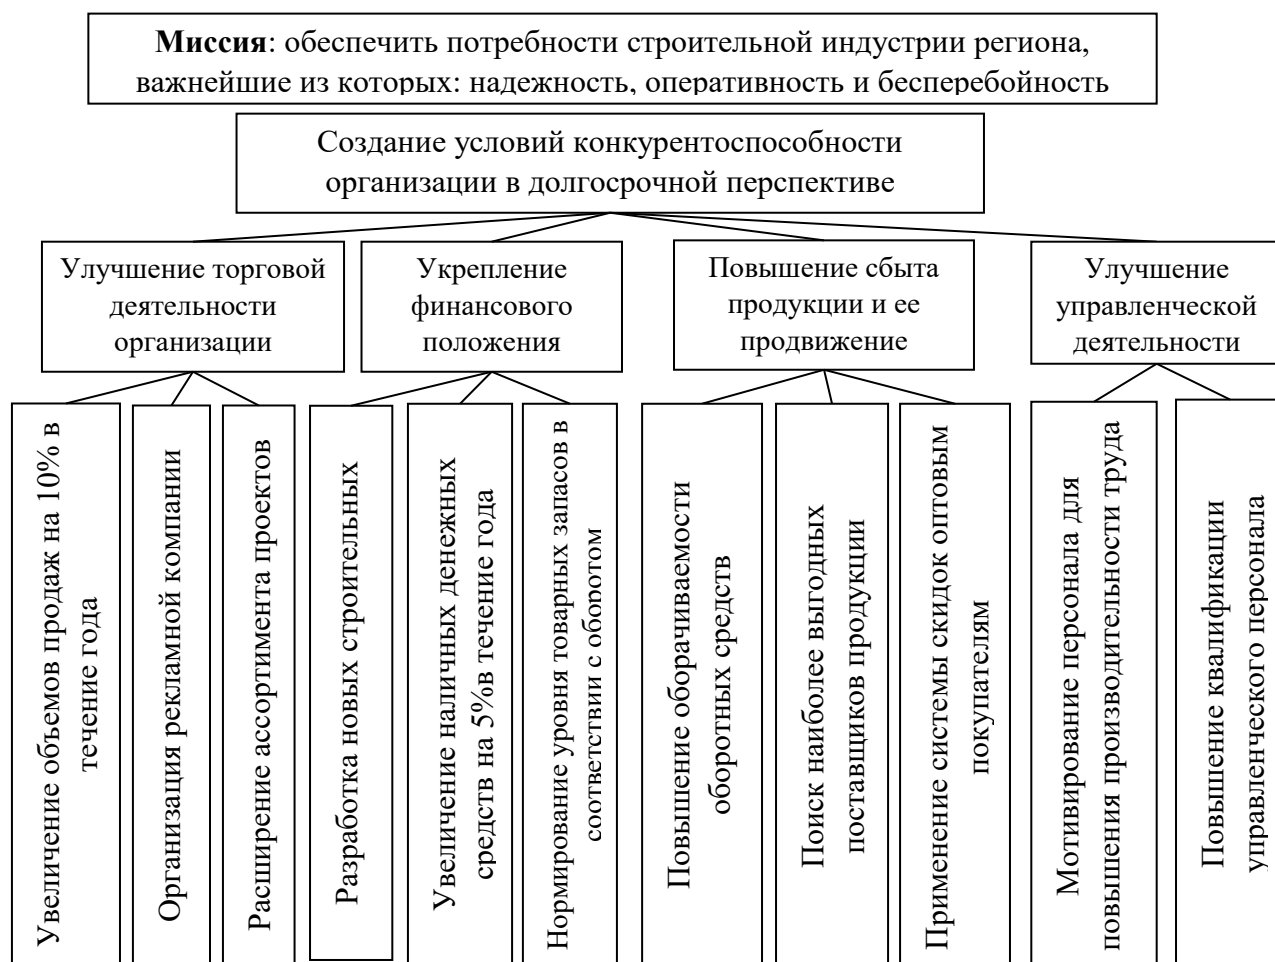 Миссия: обеспечить потребности строительной индустрии региона,
важнейшие из которых: надежность, оперативность и бесперебойность
Создание условий конкурентоспособности
организации в долгосрочной перспективе
Улучшение торговой
деятельности
организации
Укрепление
финансового
положения
Повышение сбыта
продукции и ее
продвижение
Улучшение
управленческой
деятельности
Увеличение объемов продаж на 10% в
течение года
Организация рекламной компании
Расширение ассортимента проектов
Разработка новых строительных
Увеличение наличных денежных
средств на 5%в течение года
Нормирование уровня товарных запасов в
соответствии с оборотом
Повышение оборачиваемости
оборотных средств
Поиск наиболее выгодных
поставщиков продукции
Применение системы скидок оптовым
покупателям
Мотивирование персонала для
повышения производительности труда
Повышение квалификации
управленческого персонала